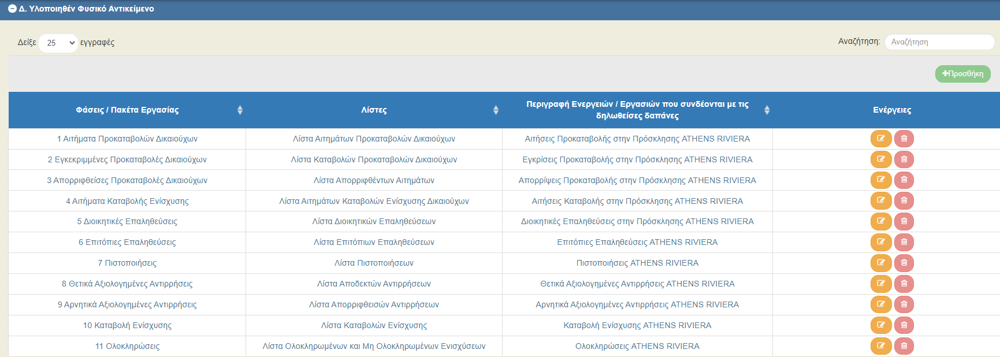 Δ. Υλοποιηθέν Φυσικό Αντικείμενο
Δείξε 25 εγγραφές
Αναζήτηση: Αναζήτηση
Προσθήκη
Φάσεις / Πακέτα Εργασίας Λίστες Περιγραφή Ενεργειών / Εργασιών που συνδέονται με τις δηλωθείσες δαπάνες Ενέργειες
1 Αιτήματα Προκαταβολών Δικαιούχων Λίστα Αιτημάτων Προκαταβολών Δικαιούχων Αιτήσεις Προκαταβολής στην Πρόσκλησης ATHENS RIVIERA
2 Εγκεκριμμένες Προκαταβολές Δικαιούχων Λίστα Καταβολών Προκαταβολών Δικαιούχων Εγκρίσεις Προκαταβολής στην Πρόσκλησης ATHENS RIVIERA
3 Απορριφθείσες Προκαταβολές Δικαιούχων Λίστα Απορριφθέντων Αιτημάτων Απορρίψεις Προκαταβολής στην Πρόσκλησης ATHENS RIVIERA
4 Αιτήματα Καταβολής Ενίσχυσης Λίστα Αιτημάτων Καταβολών Ενίσχυσης Δικαιούχων Αιτήσεις Καταβολής στην Πρόσκλησης ATHENS RIVIERA
5 Διοικητικές Επαληθεύσεις Λίστα Διοικητικών Επαληθεύσεων Διοικητικές Επαληθεύσεις στην Πρόσκλησης ATHENS RIVIERA
6 Επιτόπιες Επαληθεύσεις Λίστα Επιτόπιων Επαληθεύσεων Επιτόπιες Επαληθεύσεις ATHENS RIVIERA
7 Πιστοποιήσεις Λίστα Πιστοποιήσεων Πιστοποιήσεις ATHENS RIVIERA
8 Θετικά Αξιολογημένες Αντιρρήσεις Λίστα Αποδεκτών Αντιρρήσεων Θετικά Αξιολογημένες Αντιρρήσεις ATHENS RIVIERA
9 Αρνητικά Αξιολογημένες Αντιρρήσεις Λίστα Απορριφθεισών Αντιρρήσεων Αρνητικά Αξιολογημένες Αντιρρήσεις ATHENS RIVIERA
10 Καταβολή Ενίσχυσης Λίστα Καταβολών Ενίσχυσης Καταβολή Ενίσχυσης ATHENS RIVIERA
11 Ολοκληρώσεις Λίστα Ολοκληρωμένων και Μη Ολοκληρωμένων Ενισχύσεων Ολοκληρώσεις ATHENS RIVIERA